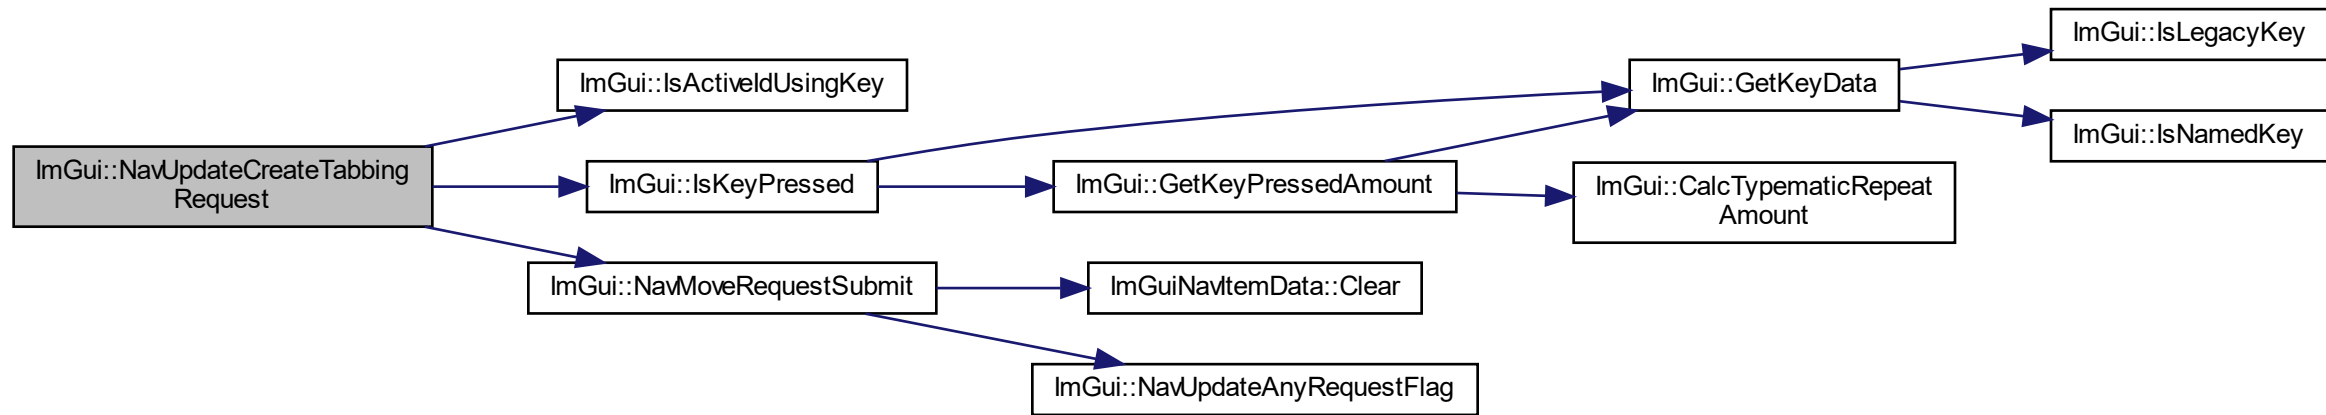 ImGui::NavUpdateCreateTabbing
Request
ImGui::IsActiveIdUsingKey
ImGui::IsKeyPressed
ImGui::NavMoveRequestSubmit
ImGui::GetKeyPressedAmount
ImGuiNavItemData::Clear
ImGui::NavUpdateAnyRequestFlag
ImGui::GetKeyData
ImGui::CalcTypematicRepeat
Amount
ImGui::IsLegacyKey
ImGui::IsNamedKey